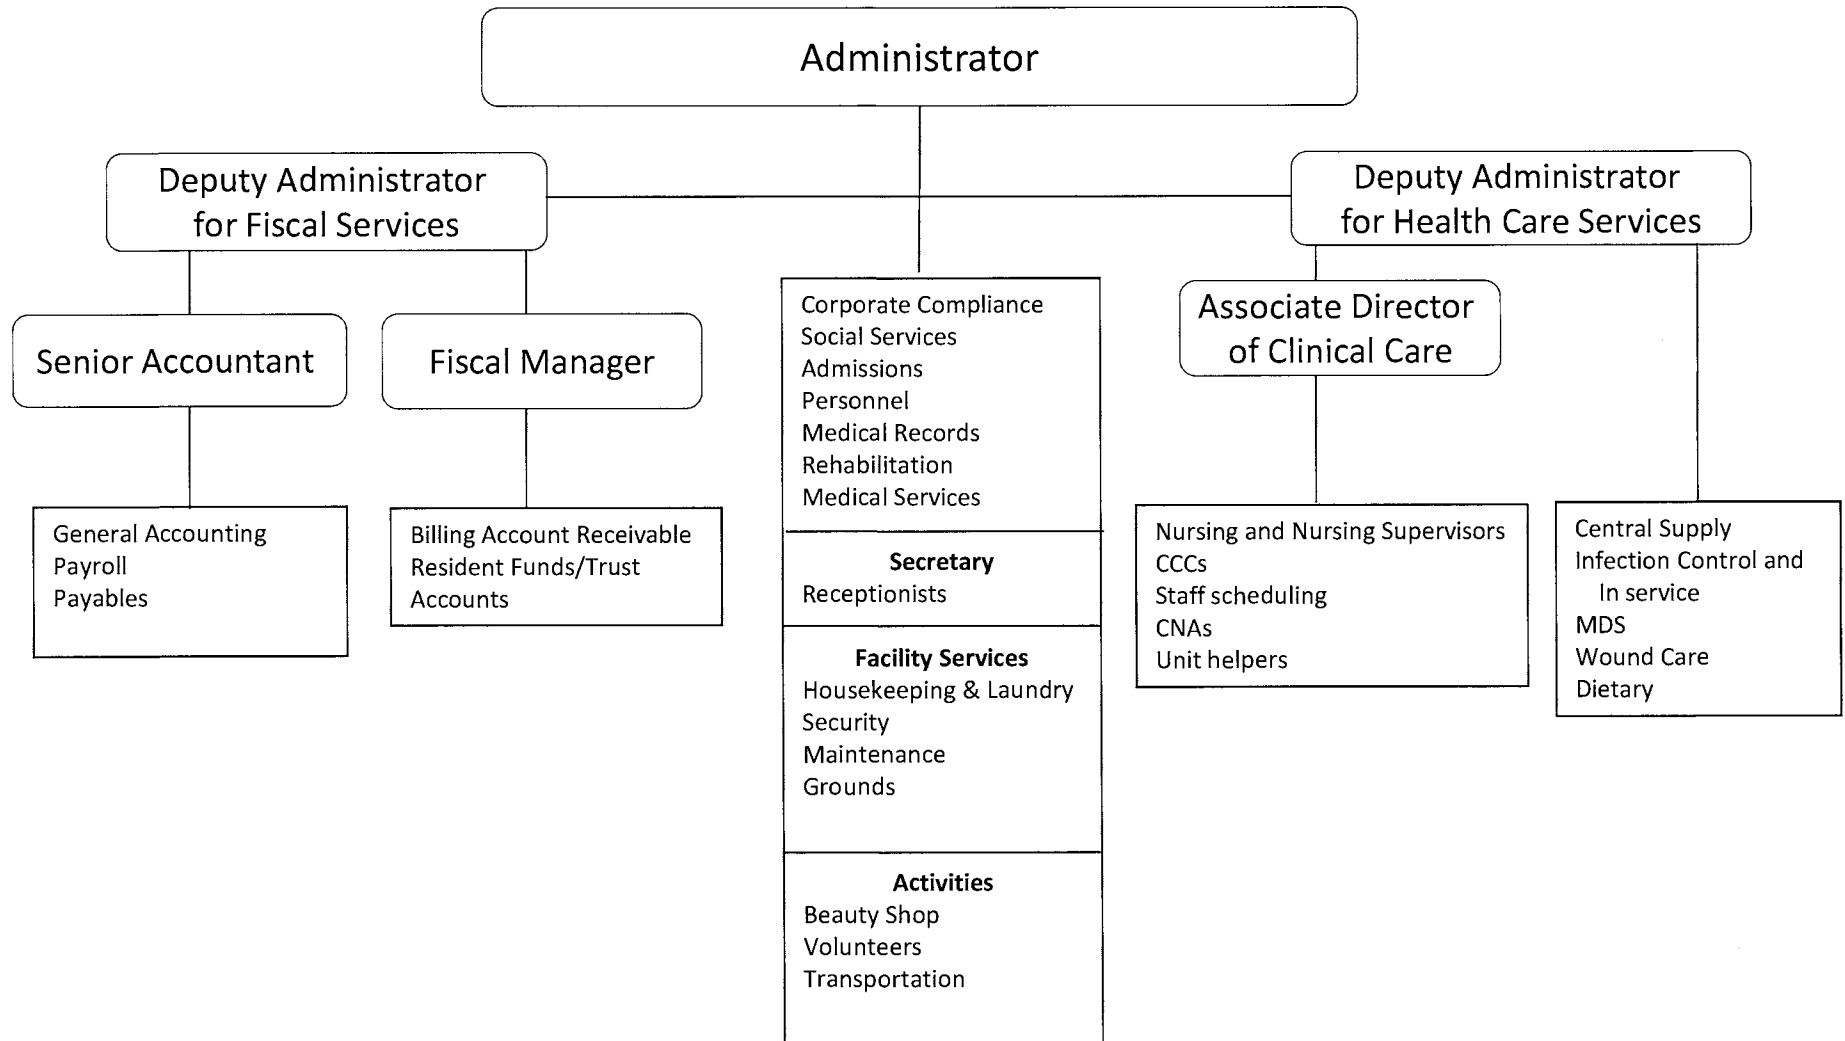 Administrator
Deputy Administrator
for Fiscal Services
Deputy Administrator
for Health Care Services
Senior Accountant
Fiscal Manager
Associate Director
of Clinical Care
General Accounting
Payroll
Payables
Billing Account Receivable
Resident Funds/Trust
Accounts
Corporate Compliance
Social Services
Admissions
Personnel
Medical Records
Rehabilitation
Medical Services
Secretary
Receptionists
Facility Services
Housekeeping & Laundry
Security
Maintenance
Grounds
Activities
Beauty Shop
Volunteers
Transportation
Nursing and Nursing Supervisors
CCCs
Staff scheduling
CNAs
Unit helpers
Central Supply
Infection Control and
In service
MDS
Wound Care
Dietary